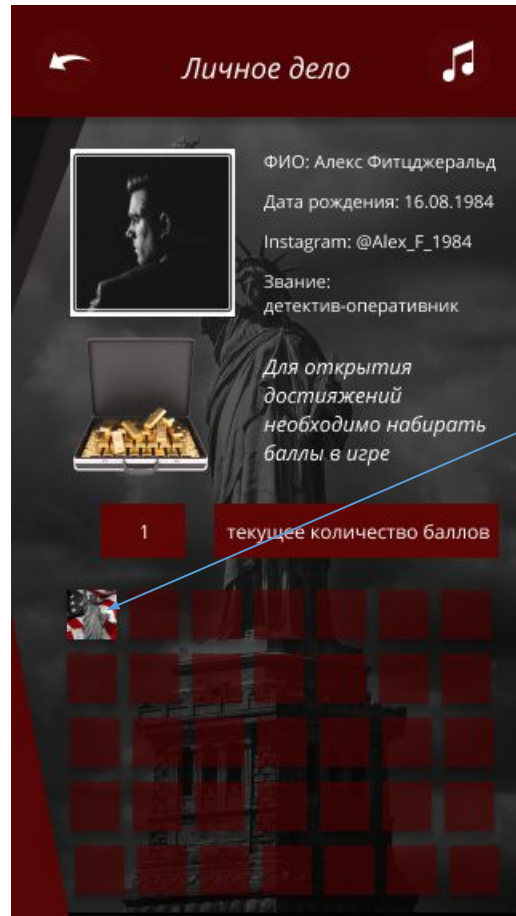 Личное дело
ФИО: Алекс Фитцджеральд
Дата рождения: 16.08.1984
Instagram: @Alex_F_1984
Звание:
детектив-оперативник
Для открытия
достияжений
необходимо набирать
баллы в игре
1
текущее количество баллов